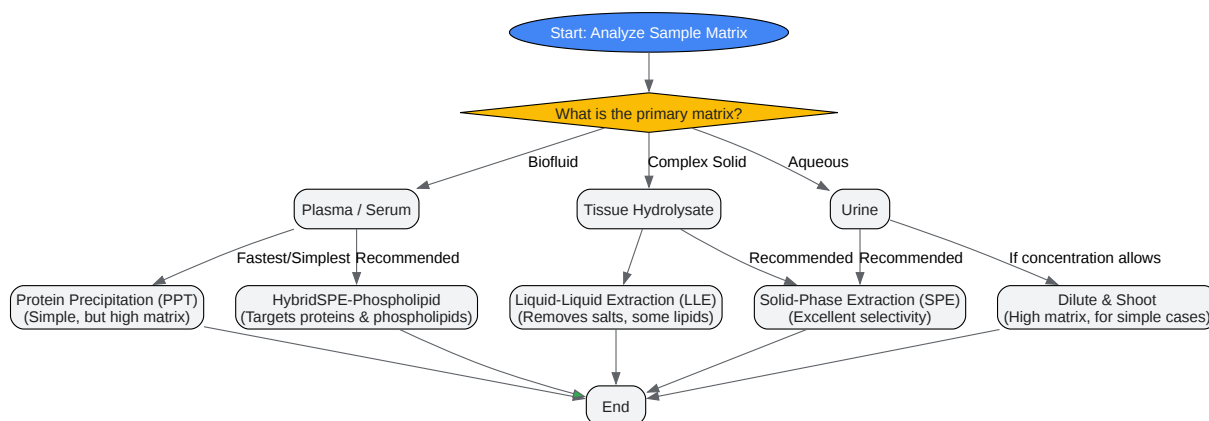 Start: Analyze Sample Matrix
What is the primary matrix?
Biofluid
Complex Solid
Aqueous
Plasma / Serum
Tissue Hydrolysate
Urine
Fastest/Simplest
Recommended
Recommended
Recommended
If concentration allows
Protein Precipitation (PPT)
(Simple, but high matrix)
HybridSPE-Phospholipid
(Targets proteins & phospholipids)
Liquid-Liquid Extraction (LLE)
(Removes salts, some lipids)
Solid-Phase Extraction (SPE)
(Excellent selectivity)
Dilute & Shoot
(High matrix, for simple cases)
End